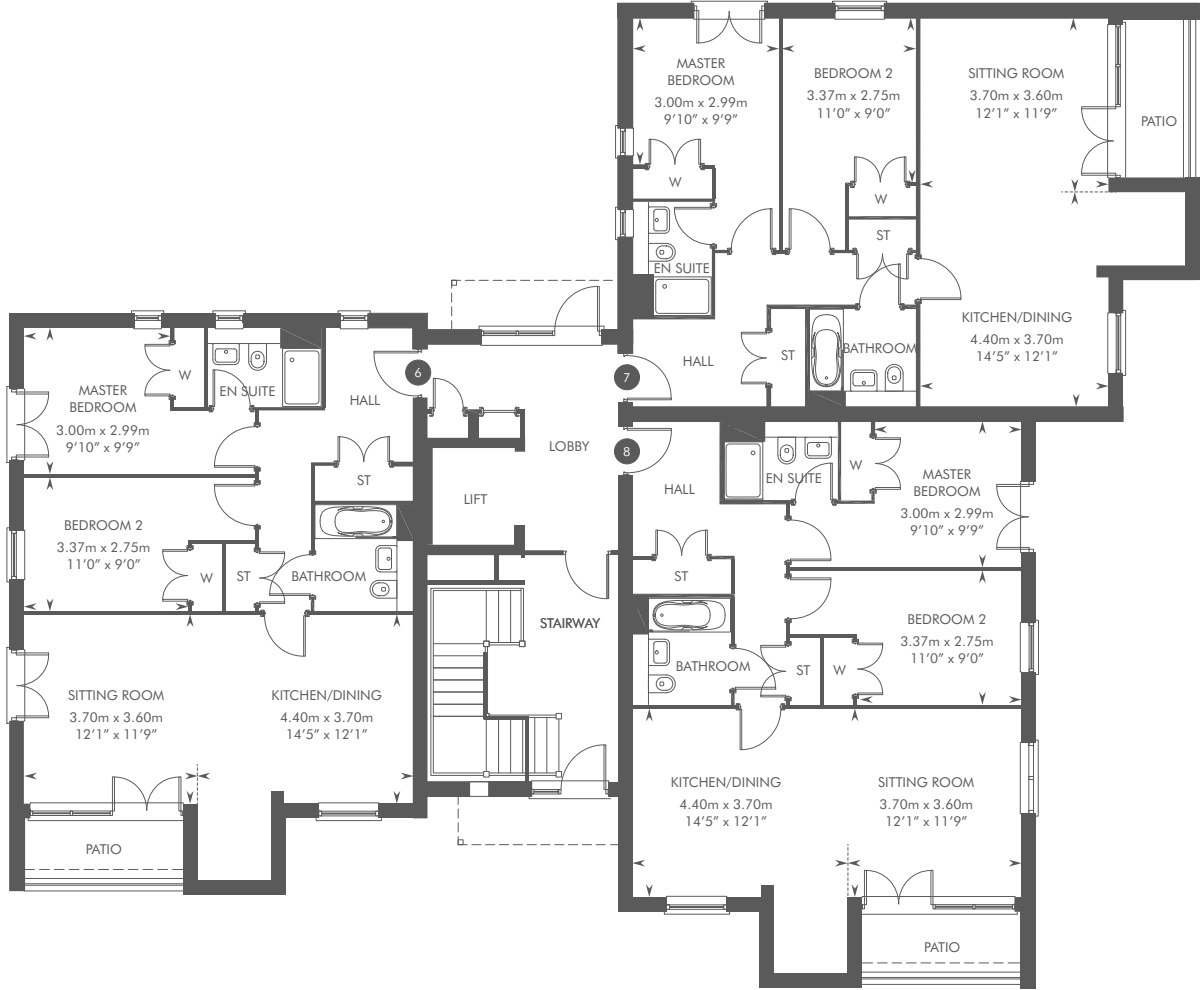 MASTER
BEDROOM
3.00m x 2.99m
9'10" x 9'9"
W
EN SUITE
BEDROOM 2
3.37m x 2.75m
11'0" x 9'0"
W
ST
SITTING ROOM
3.70m x 3.60m
12'1" x 11'9"
PATIO
KITCHEN/DINING
4.40m x 3.70m
14'5" x 12'1"
HALL
ST
BATHROOM
7
MASTER
BEDROOM
3.00m x 2.99m
9'10" x 9'9"
W
EN SUITE
HALL
6
ST
BEDROOM 2
3.37m x 2.75m
11'0" x 9'0"
W
ST
BATHROOM
SITTING ROOM
3.70m x 3.60m
12'1" x 11'9"
KITCHEN/DINING
4.40m x 3.70m
14'5" x 12'1"
PATIO
LOBBY
LIFT
STAIRWAY
8
HALL
EN SUITE
W
MASTER
BEDROOM
3.00m x 2.99m
9'10" x 9'9"
ST
BEDROOM 2
3.37m x 2.75m
11'0" x 9'0"
BATHROOM
ST
W
KITCHEN/DINING
4.40m x 3.70m
14'5" x 12'1"
SITTING ROOM
3.70m x 3.60m
12'1" x 11'9"
PATIO